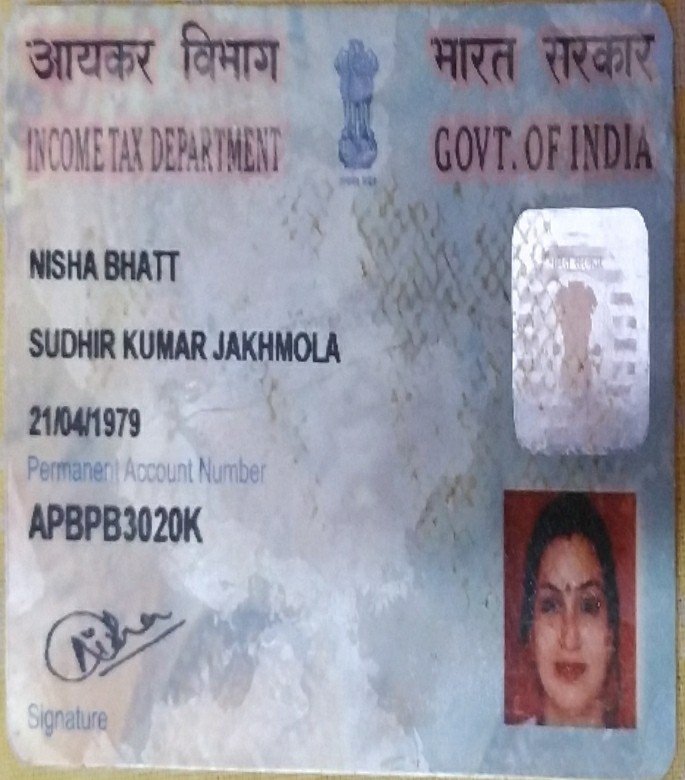 आयकर विभाग
भारत सरकार
INCOME TAX DEPARTMENT
GOVT. OF INDIA
NISHA BHATT
SUDHIR KUMAR JAKHMOLA
21/04/1979
Permanent Account Number
APBPB3020K
Nisha
Signature